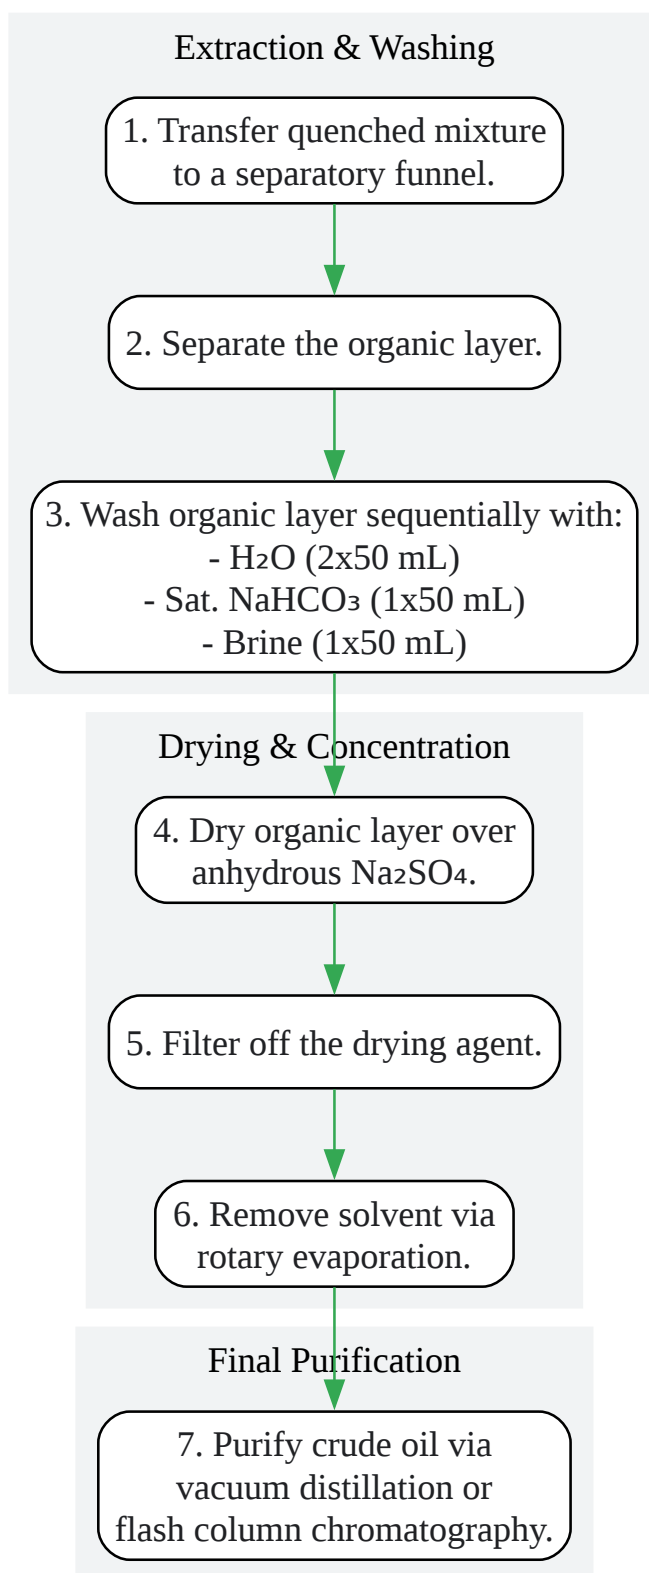 Extraction & Washing
1. Transfer quenched mixture
to a separatory funnel.
2. Separate the organic layer.
3. Wash organic layer sequentially with:
- H₂O (2x50 mL)
- Sat. NaHCO₃ (1x50 mL)
- Brine (1x50 mL)
Drying & Concentration
4. Dry organic layer over
anhydrous Na₂SO₄.
5. Filter off the drying agent.
6. Remove solvent via
rotary evaporation.
Final Purification
7. Purify crude oil via
vacuum distillation or
flash column chromatography.